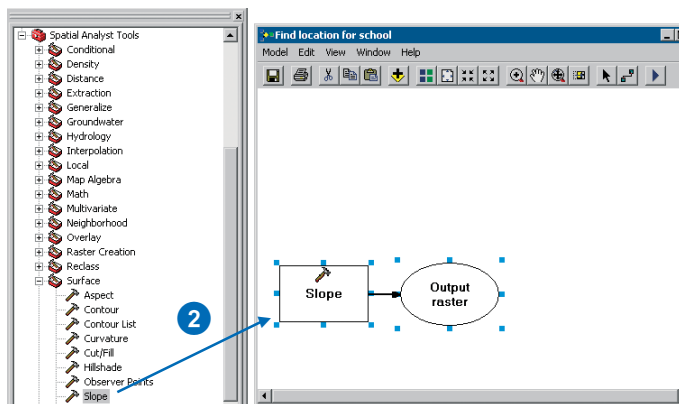 Spatial Analyst Tools
Conditional
Density
Distance
Extraction
Generalize
Groundwater
Hydrology
Interpolation
Local
Map Algebra
Math
Multivariate
Neighborhood
Overlay
Raster Creation
Reclass
Surface
Aspect
Contour
Contour List
Curvature
Cut/Fill
Hillshade
Observer Points
Slope
2
Find location for school
Model Edit View Window Help
Slope
Output
raster